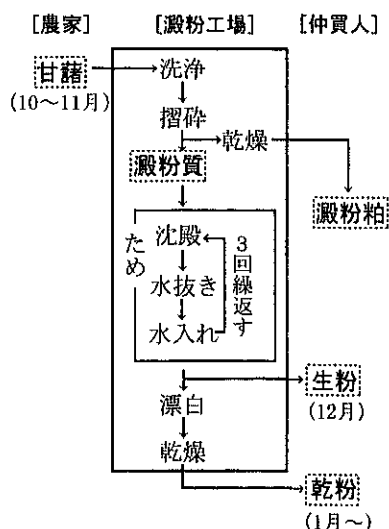 [農家] [澱粉工場] [仲買人]
甘藷 洗浄
(10〜11月)
摺砕
乾燥
澱粉質
澱粉粕
ため
沈殿
水抜き
水入れ
3回繰返す
生粉
(12月)
漂白
乾燥
乾粉
(1月〜)